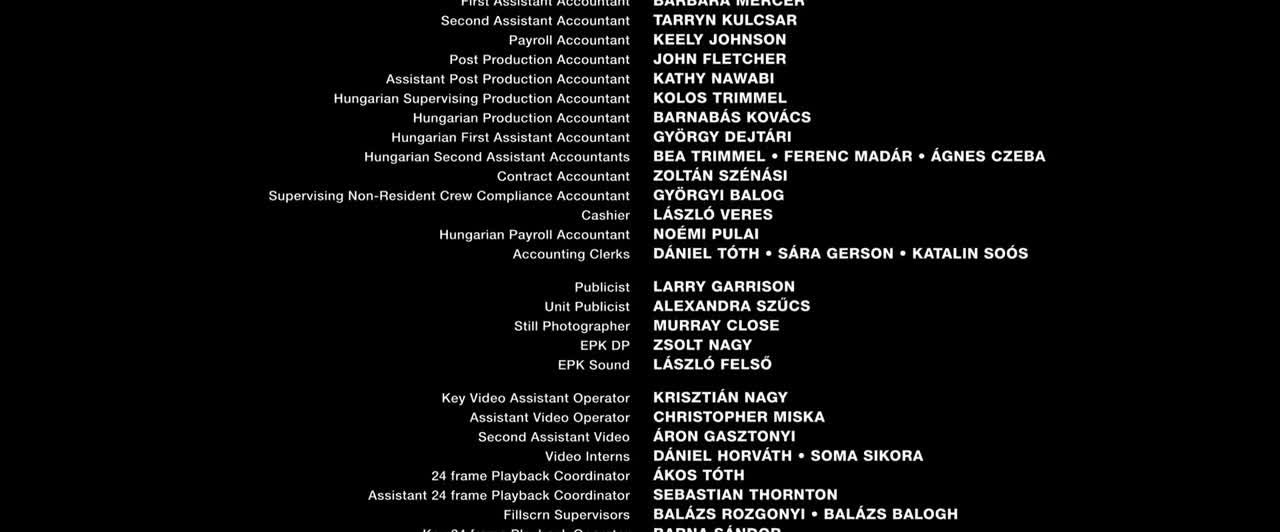 First Assistant Accountant BARBARA MERCER
Second Assistant Accountant TARRYN KULCSAR
Payroll Accountant KEELY JOHNSON
Post Production Accountant JOHN FLETCHER
Assistant Post Production Accountant KATHY NAWABI
Hungarian Supervising Production Accountant KOLOS TRIMMEL
Hungarian Production Accountant BARNABÁS KOVÁCS
Hungarian First Assistant Accountant GYÖRGY DEJTÁRI
Hungarian Second Assistant Accountants BEA TRIMMEL • FERENC MADÁR • ÁGNES CZEBA
Contract Accountant ZOLTÁN SZÉNÁSI
Supervising Non-Resident Crew Compliance Accountant GYÖRGYI BALOG
Cashier LÁSZLÓ VERES
Hungarian Payroll Accountant NOÉMI PULAI
Accounting Clerks DÁNIEL TÓTH • SÁRA GERSON • KATALIN SOÓS
Publicist LARRY GARRISON
Unit Publicist ALEXANDRA SZŰCS
Still Photographer MURRAY CLOSE
EPK DP ZSOLT NAGY
EPK Sound LÁSZLÓ FELSŐ
Key Video Assistant Operator KRISZTIÁN NAGY
Assistant Video Operator CHRISTOPHER MISKA
Second Assistant Video ÁRON GASZTONYI
Video Interns DÁNIEL HORVÁTH • SOMA SIKORA
24 frame Playback Coordinator ÁKOS TÓTH
Assistant 24 frame Playback Coordinator SEBASTIAN THORNTON
Fillscrn Supervisors BALÁZS ROZGONYI • BALÁZS BALOGH
Key 24 frame Playback Operator BARNA SÁNDOR